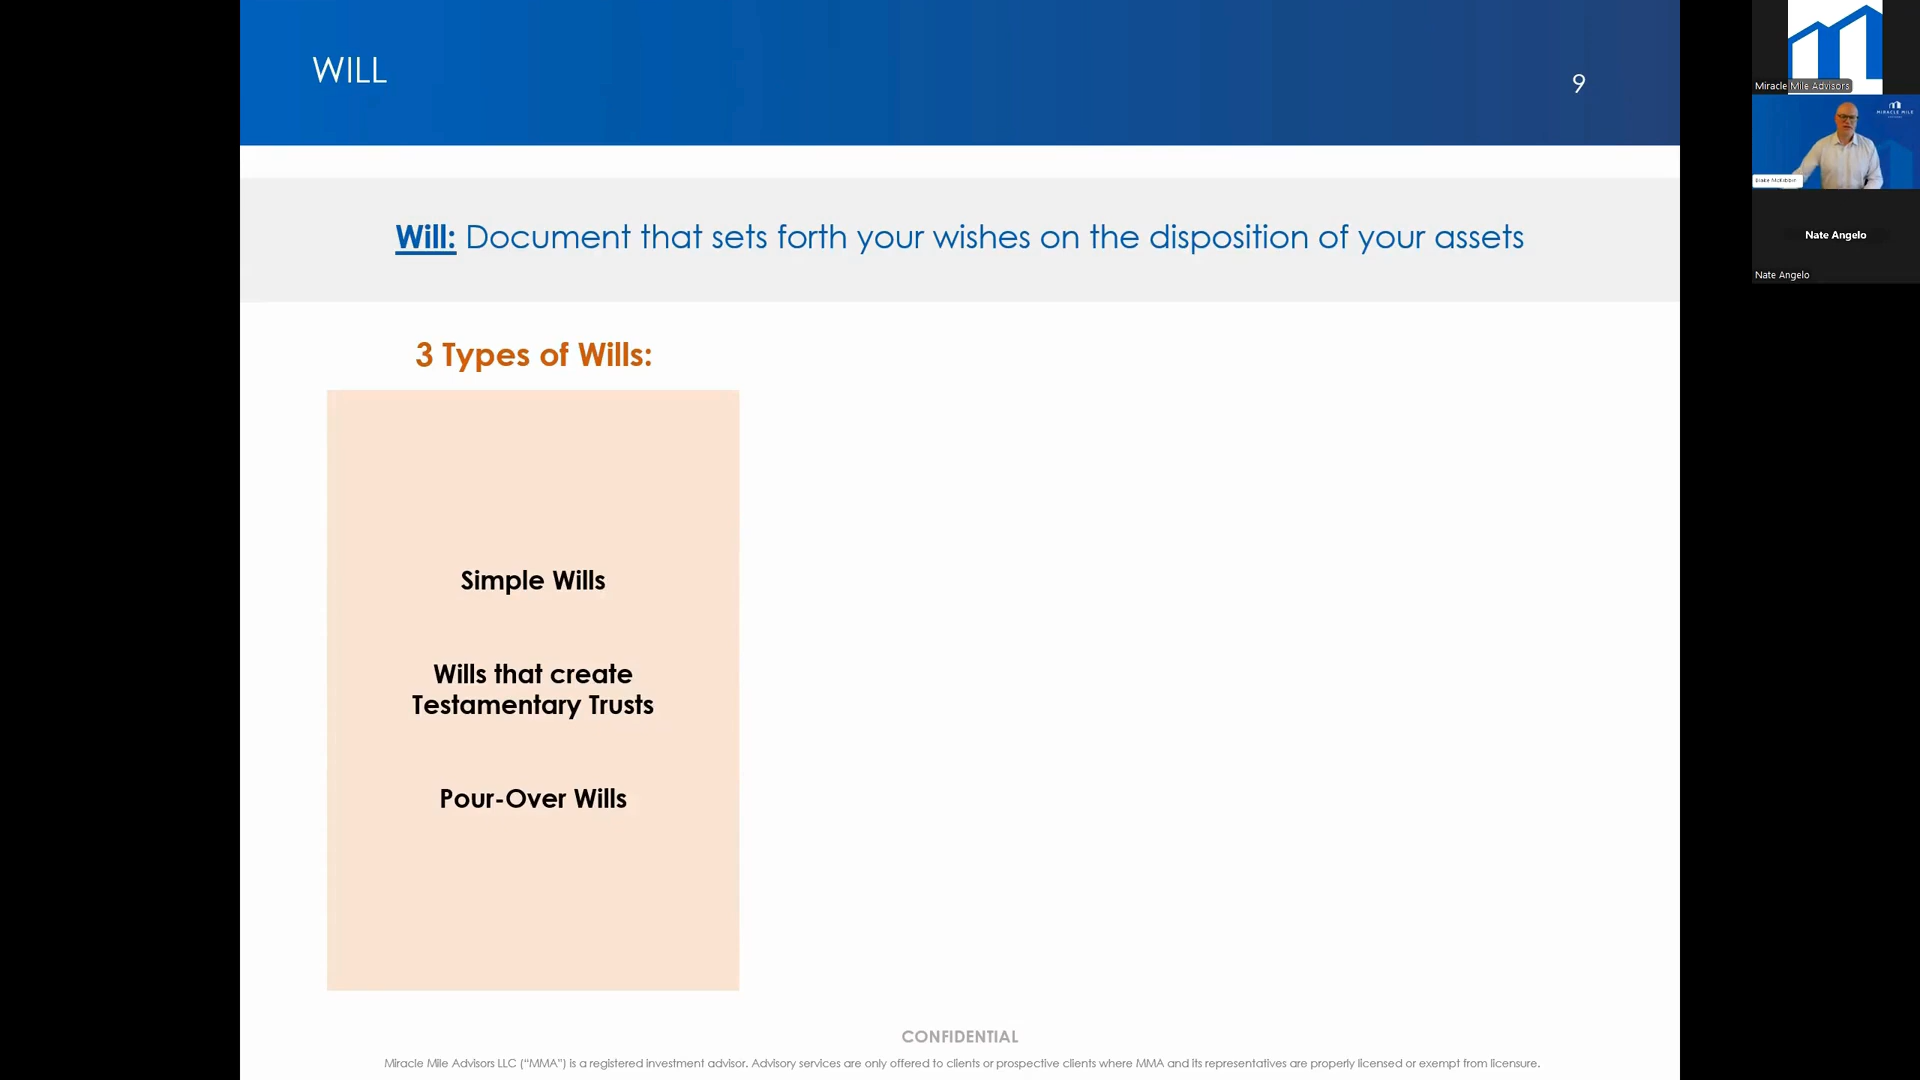 WILL
9
Will: Document that sets forth your wishes on the disposition of your assets
3 Types of Wills:
Simple Wills
Wills that create
Testamentary Trusts
Pour-Over Wills
CONFIDENTIAL
Miracle Mile Advisors LLC (“MMA”) is a registered investment advisor. Advisory services are only offered to clients or prospective clients where MMA and its representatives are properly licensed or exempt from licensure.
Miracle Mile Advisors
MIRACLE MILE
Nate Angelo
Nate Angelo